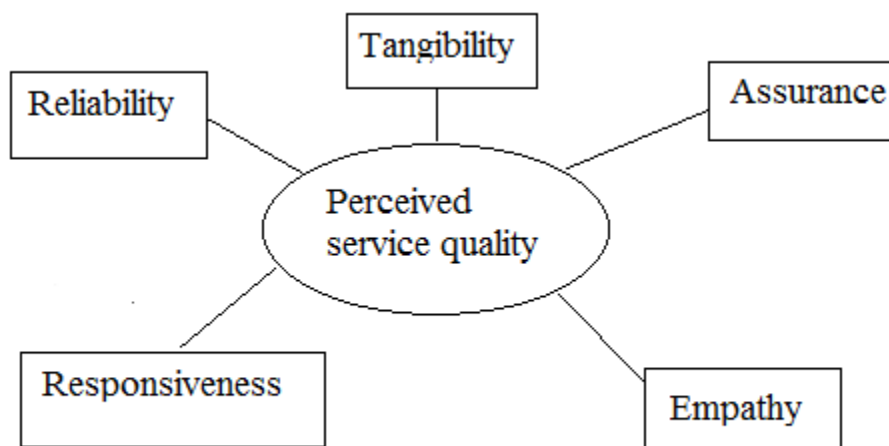 Tangibility
Reliability
Assurance
Perceived
service quality
Responsiveness
Empathy